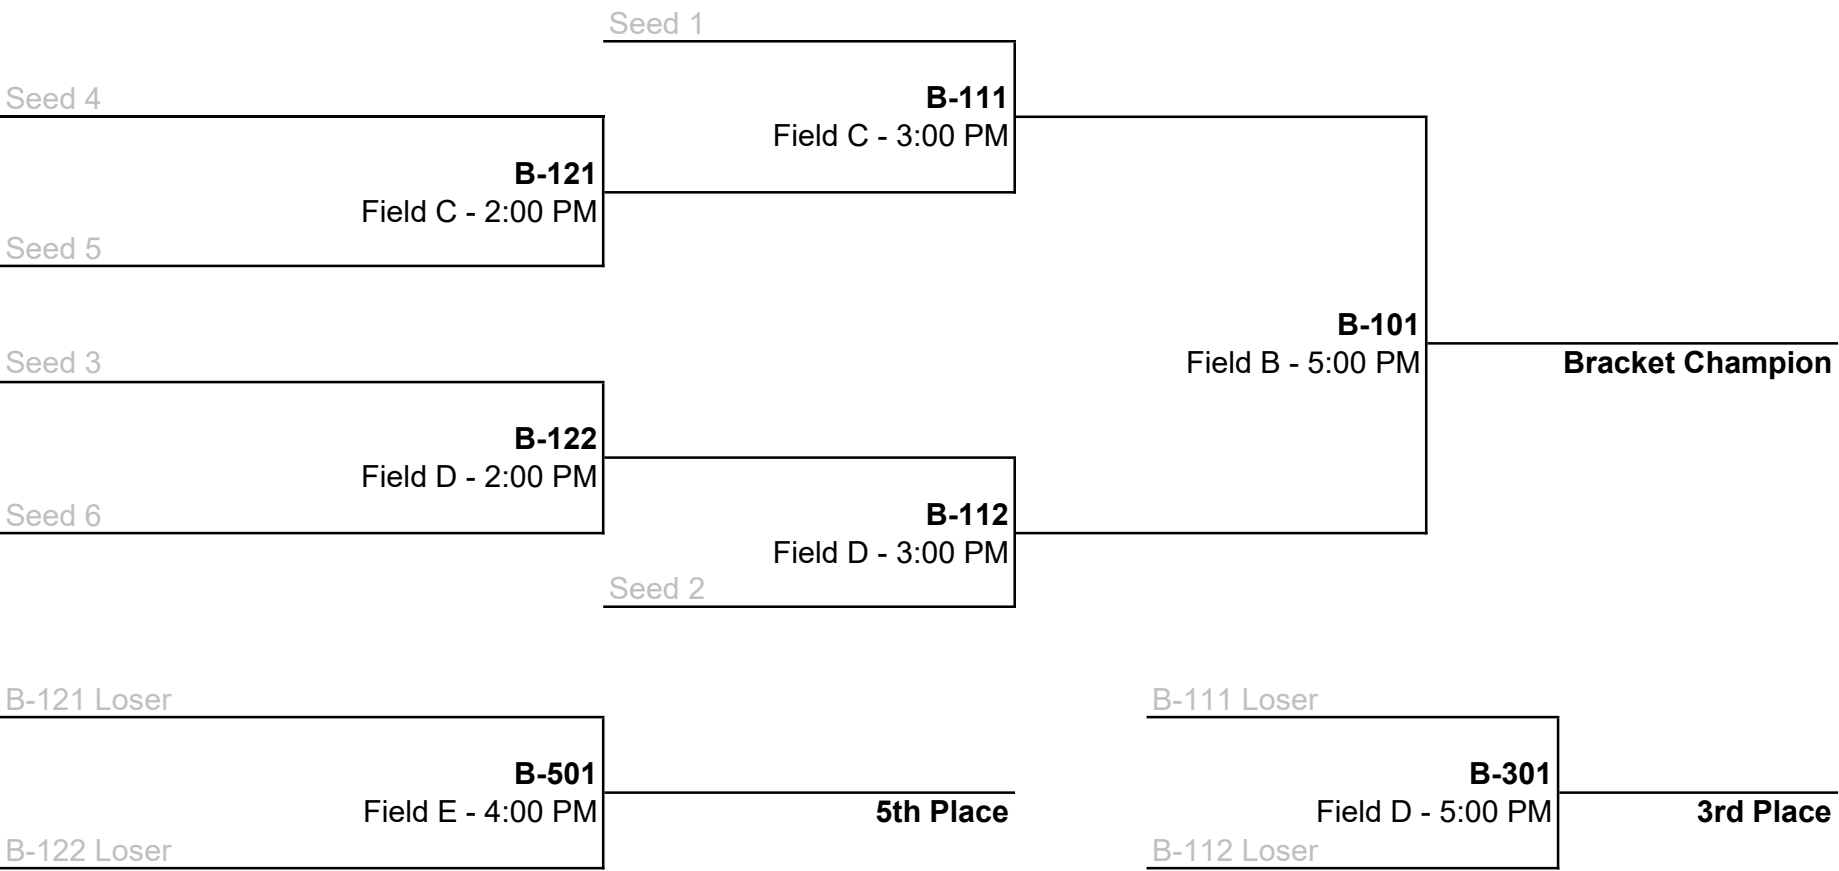 Seed 1
Seed 4
B-111
Field C - 3:00 PM
B-121
Field C - 2:00 PM
Seed 5
B-101
Field B - 5:00 PM
Bracket Champion
Seed 3
B-122
Field D - 2:00 PM
Seed 6
B-112
Field D - 3:00 PM
Seed 2
B-121 Loser
B-501
Field E - 4:00 PM
5th Place
B-122 Loser
B-111 Loser
B-301
Field D - 5:00 PM
3rd Place
B-112 Loser